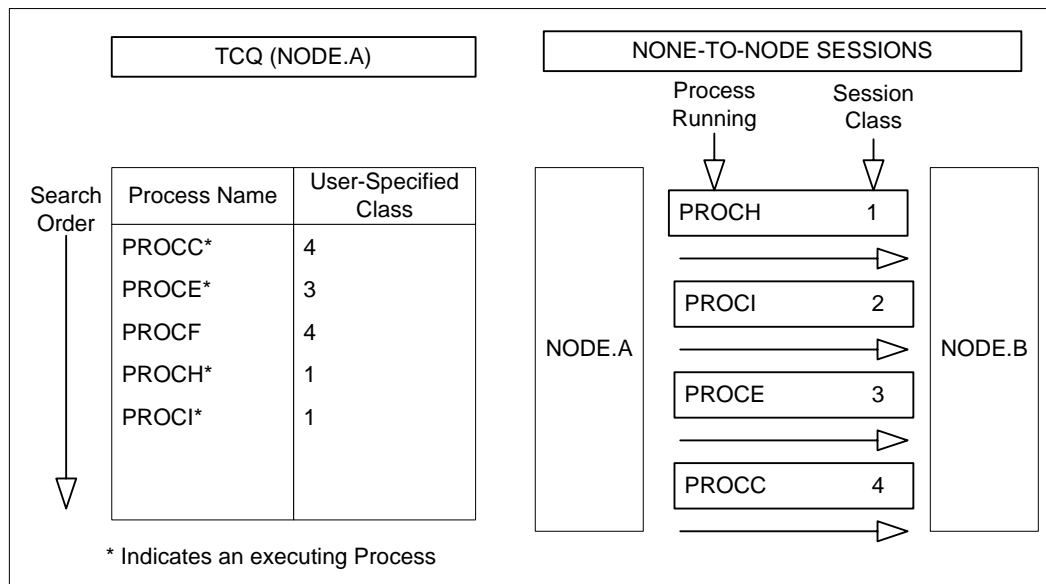 TCQ (NODE.A)
NONE-TO-NODE SESSIONS
Process
Running
Session
Class
Search
Order
Process Name
User-Specified
Class
PROCC* 4
PROCE* 3
PROCF 4
PROCH* 1
PROCI* 1
* Indicates an executing Process
NODE.A
PROCH 1
PROCI 2
PROCE 3
PROCC 4
NODE.B